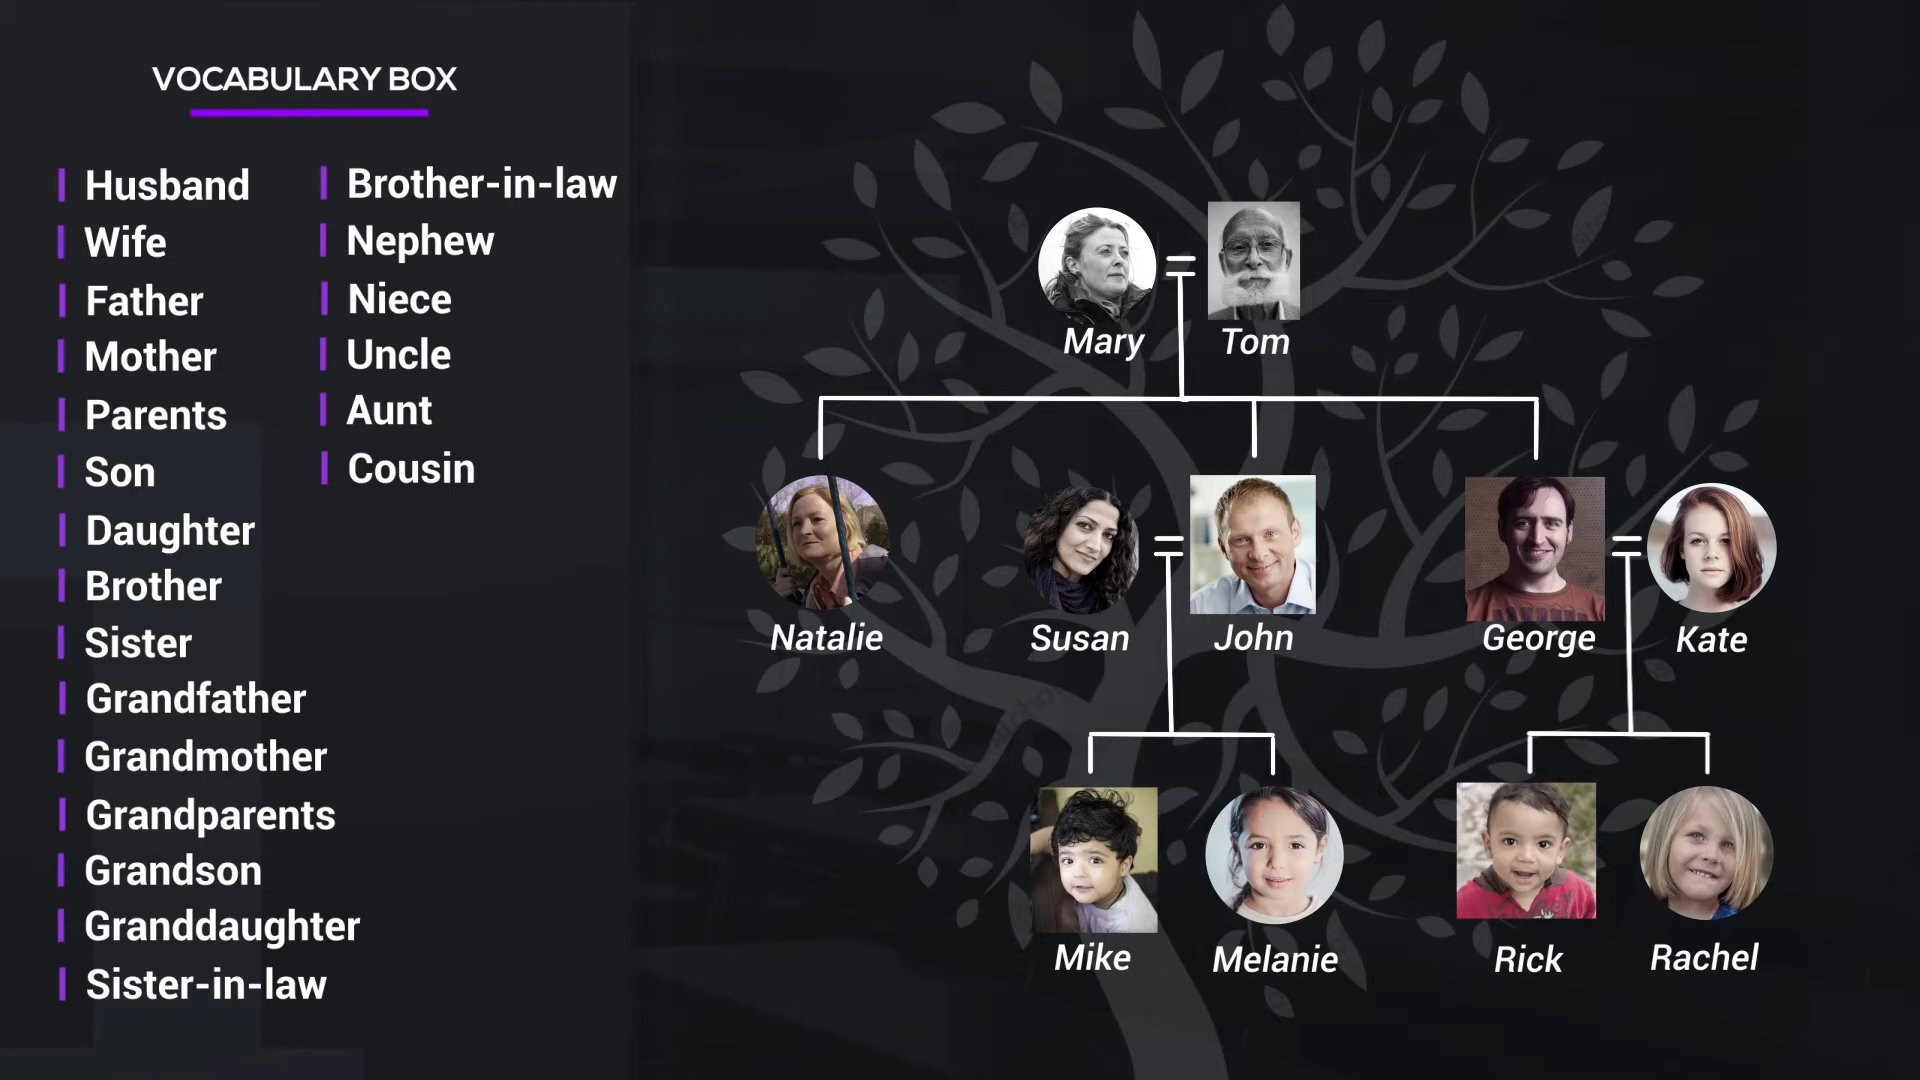 VOCABULARY BOX
Husband
Wife
Father
Mother
Parents
Son
Daughter
Brother
Sister
Grandfather
Grandmother
Grandparents
Grandson
Granddaughter
Sister-in-law
Brother-in-law
Nephew
Niece
Uncle
Aunt
Cousin
Mary Tom
Natalie Susan John George Kate
Mike Melanie Rick Rachel